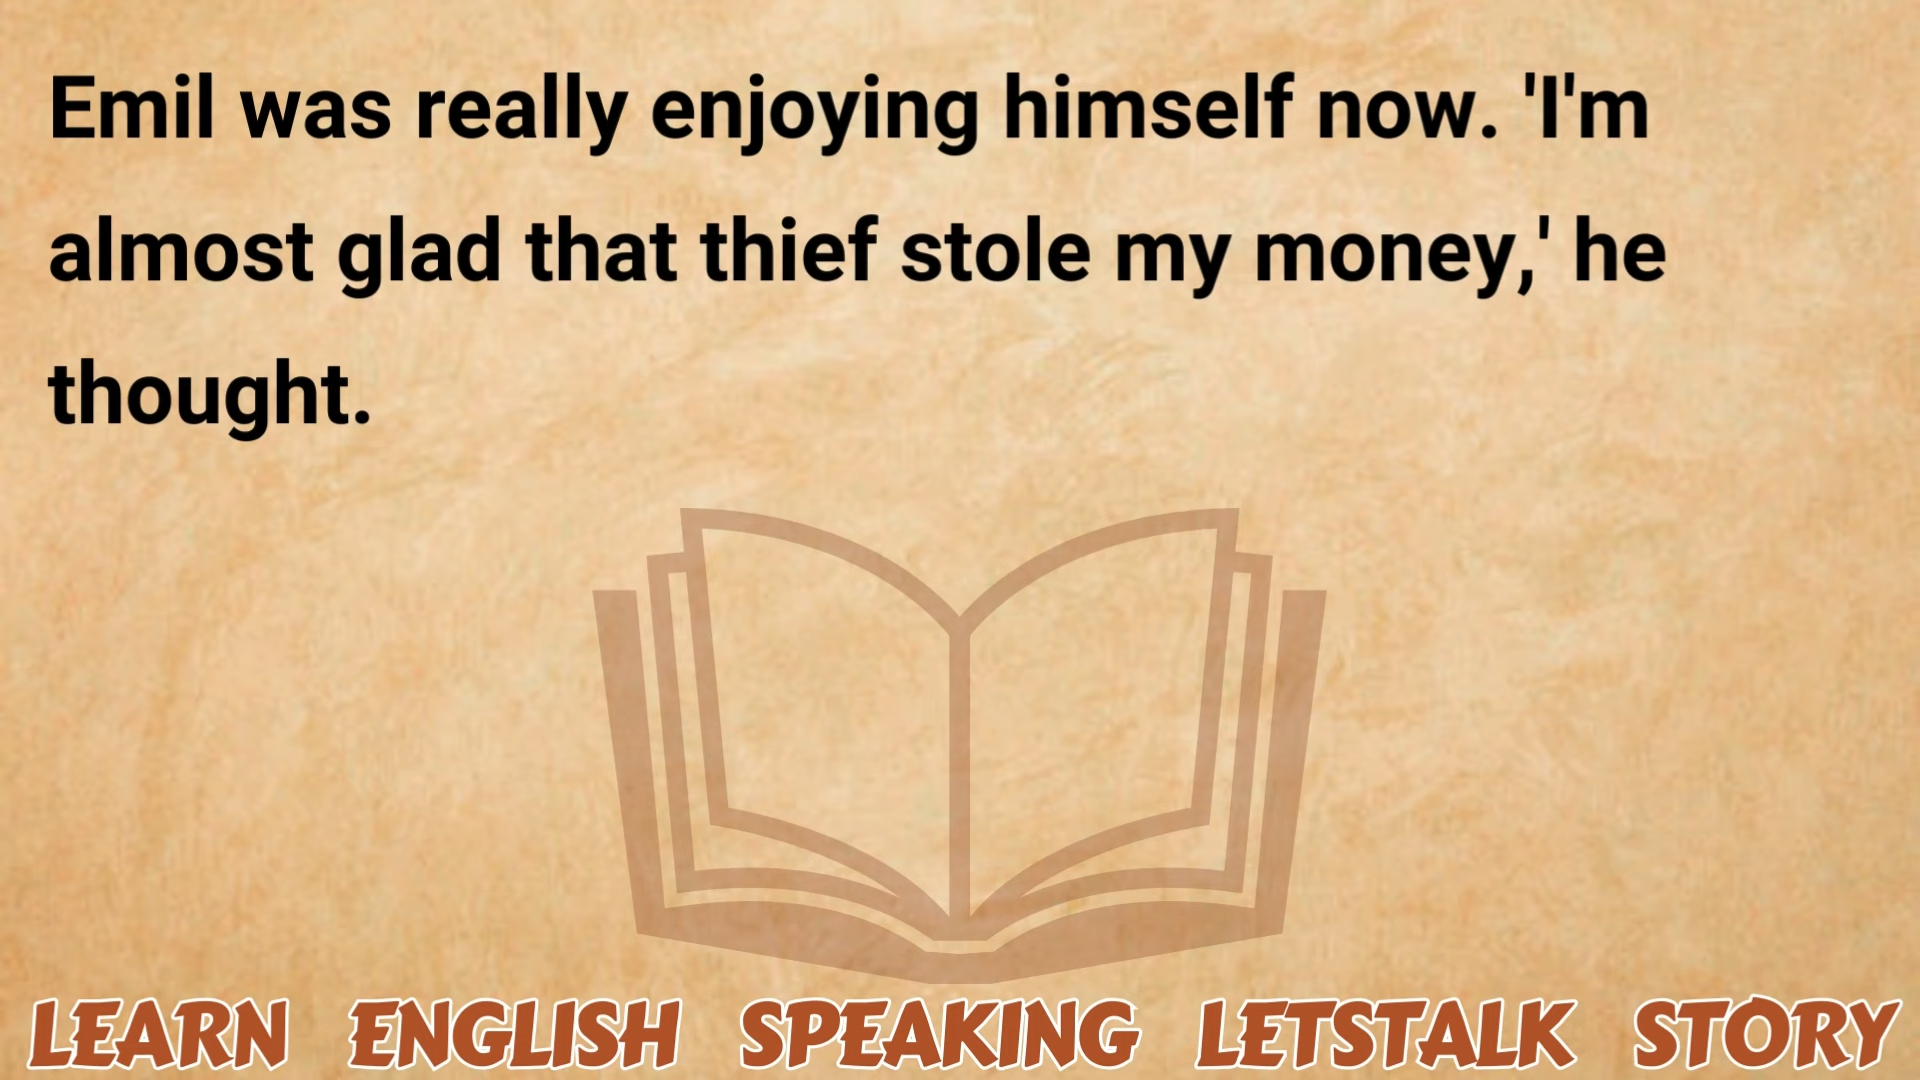 Emil was really enjoying himself now. 'I'm
almost glad that thief stole my money,' he
thought.
LEARN ENGLISH SPEAKING LETSTALK STORY